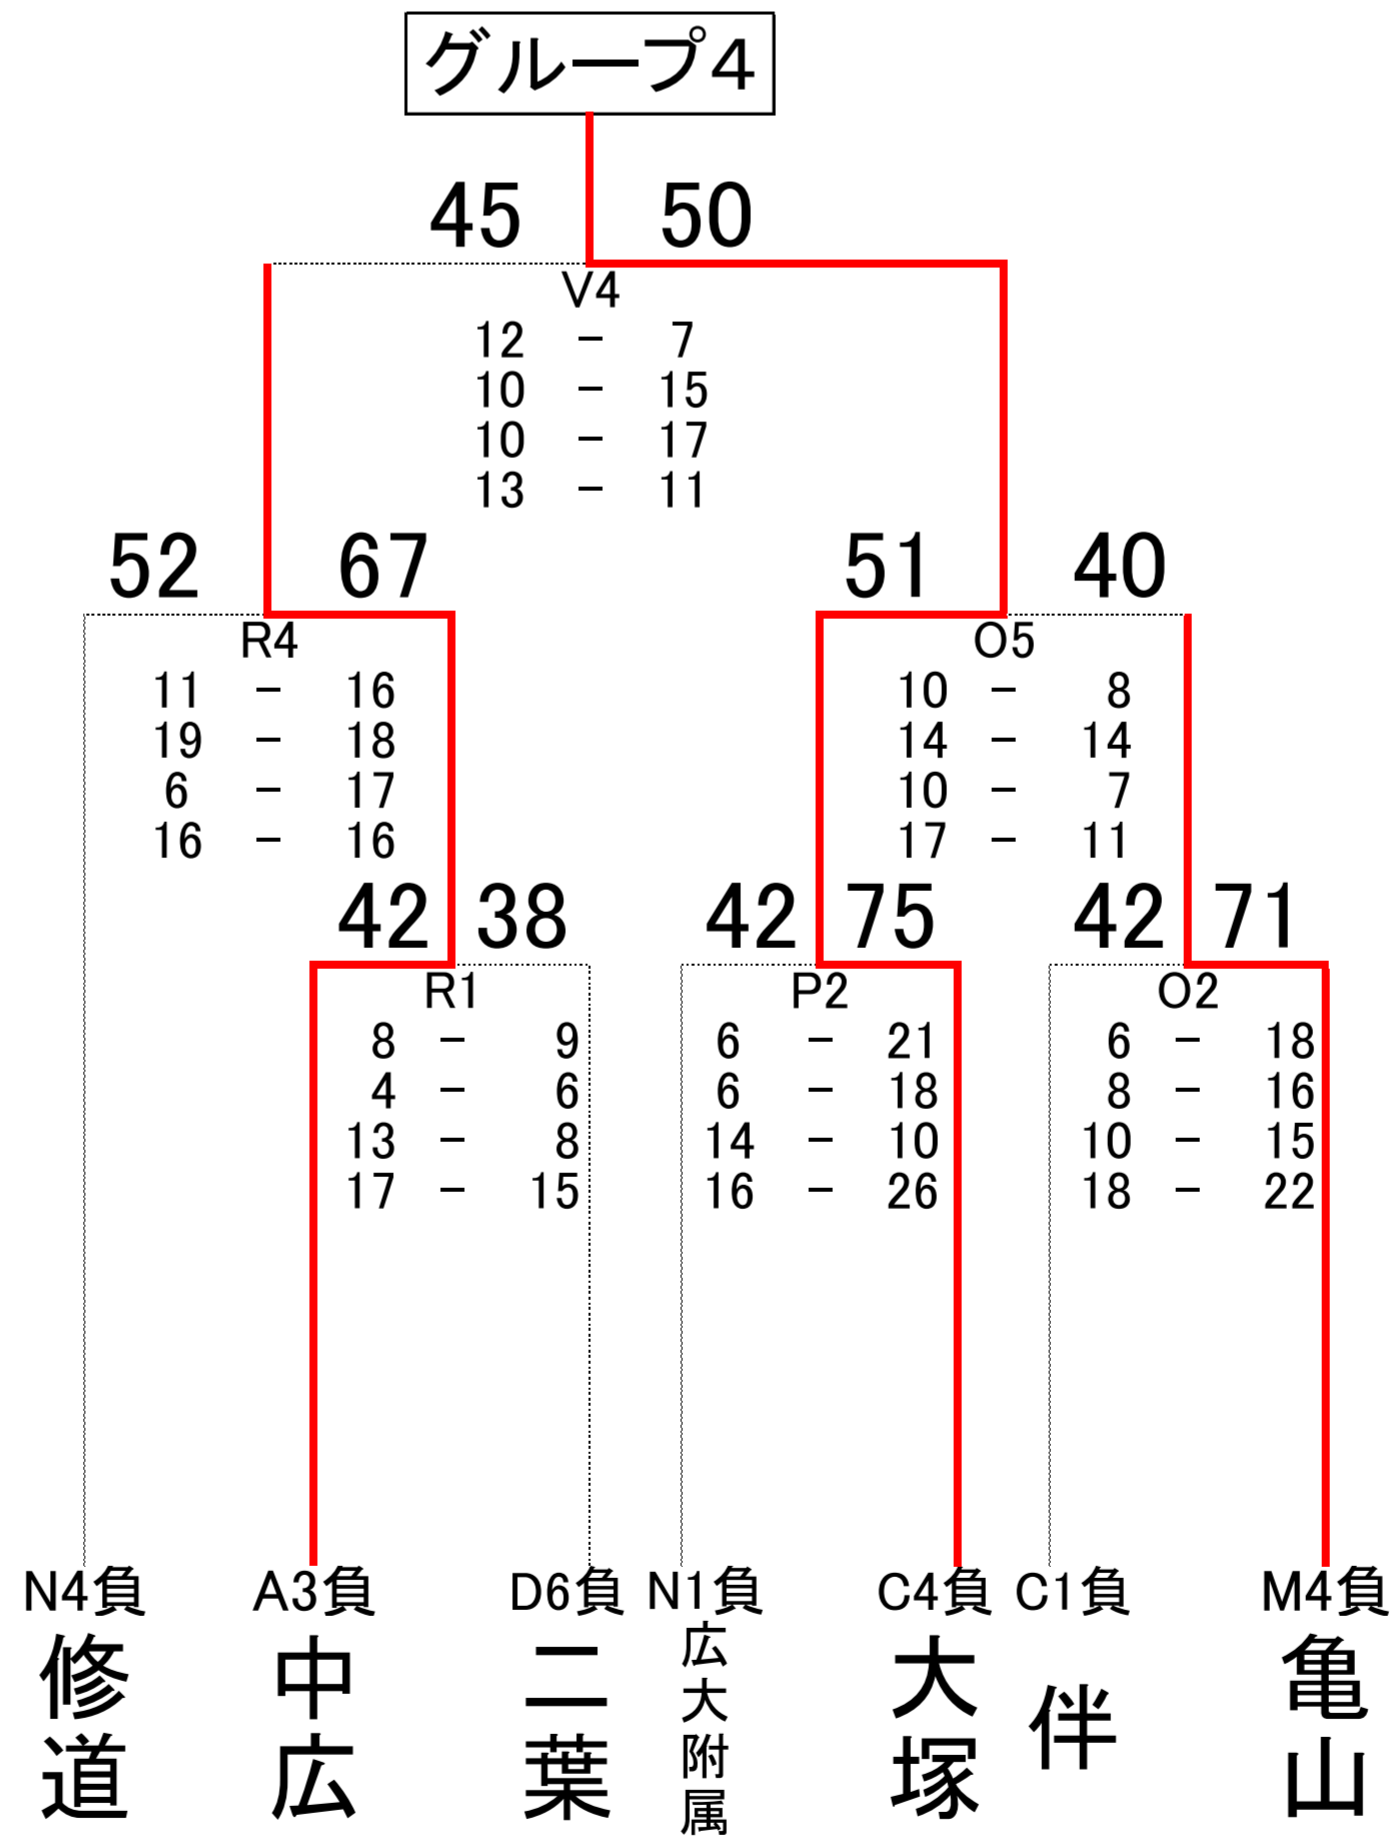 グループ4
45 50
V4
12 - 7
10 - 15
10 - 17
13 - 11
52 67 51 40
R4 O5
11 - 16 10 - 8
19 - 18 14 - 14
6 - 17 10 - 7
16 - 16 17 - 11
42 38 42 75 42 71
R1 P2 O2
8 - 9 6 - 21 6 - 18
4 - 6 6 - 18 8 - 16
13 - 8 14 - 10 10 - 15
17 - 15 16 - 26 18 - 22
N4負 A3負 D6負 N1負 C4負 C1負 M4負
修道 中広 二葉 広大附属 大塚 伴 亀山